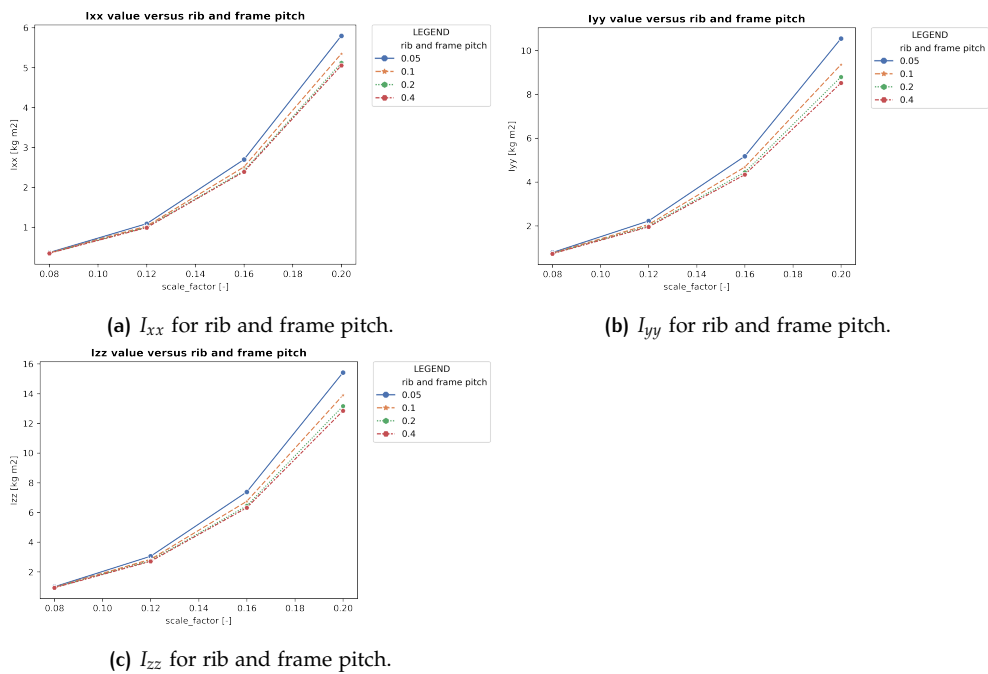 Ixx value versus rib and frame pitch
Ixx [kg m2]
6
5
4
3
2
1
0.08 0.10 0.12 0.14 0.16 0.18 0.20
scale_factor [-]
LEGEND
rib and frame pitch
0.05
0.1
0.2
0.4
(a) Ixx for rib and frame pitch.
Iyy value versus rib and frame pitch
Iyy [kg m2]
10
8
6
4
2
0.08 0.10 0.12 0.14 0.16 0.18 0.20
scale_factor [-]
LEGEND
rib and frame pitch
0.05
0.1
0.2
0.4
(b) Iyy for rib and frame pitch.
Izz value versus rib and frame pitch
Izz [kg m2]
16
14
12
10
8
6
4
2
0.08 0.10 0.12 0.14 0.16 0.18 0.20
scale_factor [-]
LEGEND
rib and frame pitch
0.05
0.1
0.2
0.4
(c) Izz for rib and frame pitch.